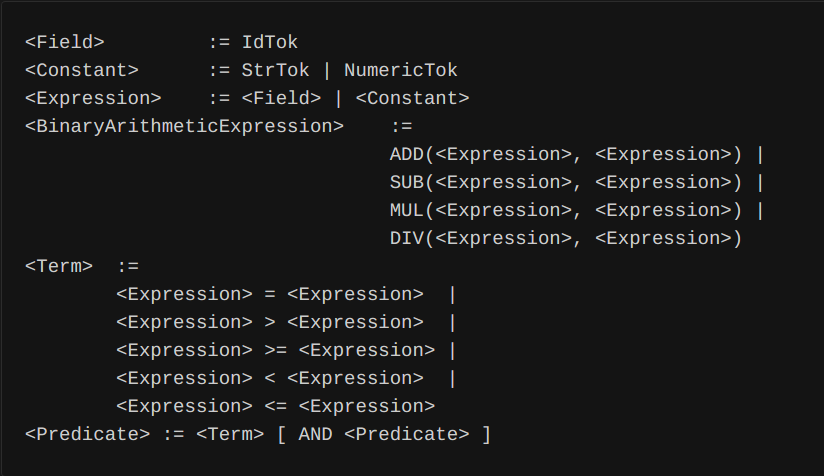 <Field>         := IdTok
<Constant>      := StrTok | NumericTok
<Expression>    := <Field> | <Constant>
<BinaryArithmeticExpression>    :=
                                ADD(<Expression>, <Expression>) |
                                SUB(<Expression>, <Expression>) |
                                MUL(<Expression>, <Expression>) |
                                DIV(<Expression>, <Expression>)
<Term>  :=
        <Expression> = <Expression>  |
        <Expression> > <Expression>  |
        <Expression> >= <Expression> |
        <Expression> < <Expression>  |
        <Expression> <= <Expression>
<Predicate> := <Term> [ AND <Predicate> ]